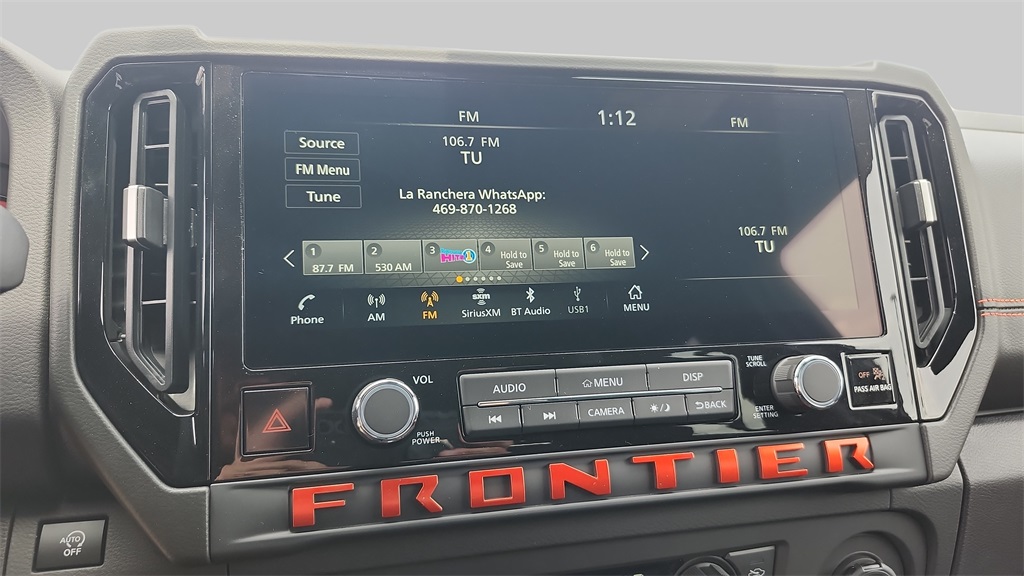 FM 1:12 FM
Source
FM Menu
Tune
106.7 FM
TU
La Ranchera WhatsApp:
469-870-1268
106.7 FM
TU
1 87.7 FM
2 530 AM
3 HITS 1
4 Hold to Save
5 Hold to Save
6 Hold to Save
Phone AM FM SiriusXM BT Audio USB1 MENU
sxm
VOL
PUSH
POWER
AUDIO MENU DISP
CAMERA BACK
TUNE
SCROLL
ENTER
SETTING
OFF
PASS AIR BAG
FRONTIER
AUTO
OFF